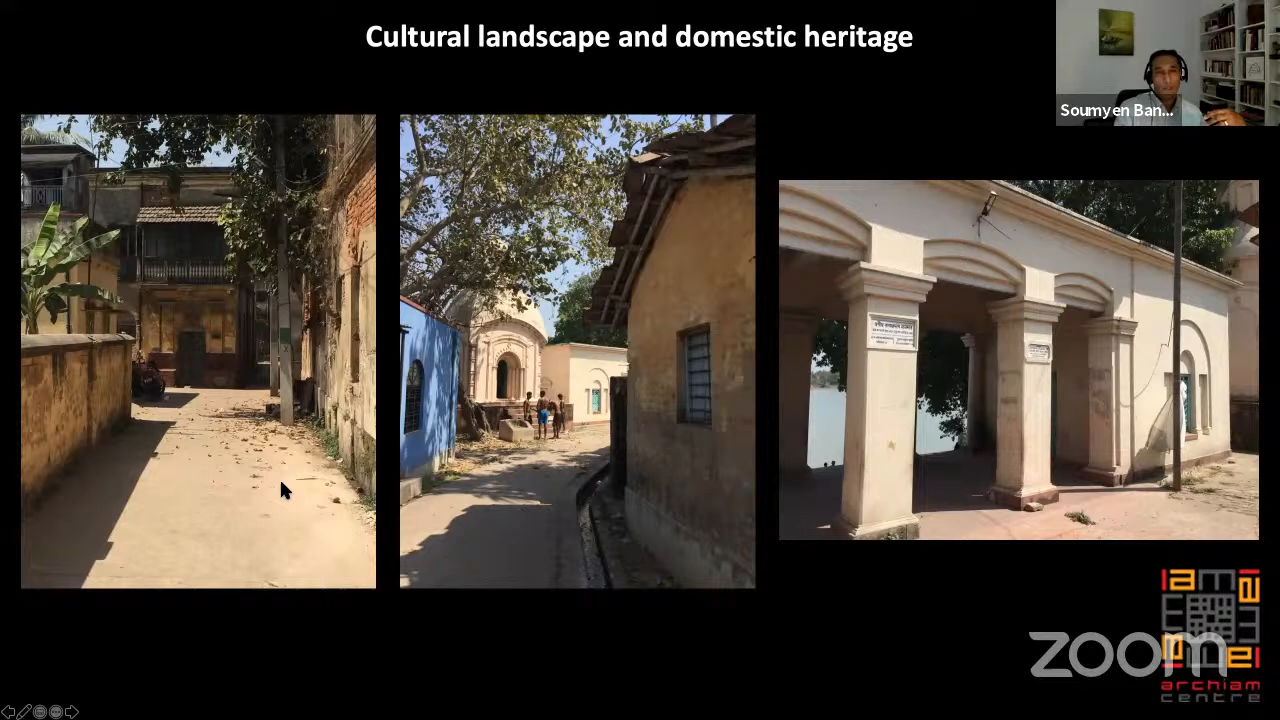 Cultural landscape and domestic heritage
Soumyen Ban...
zoom
archiam
centre